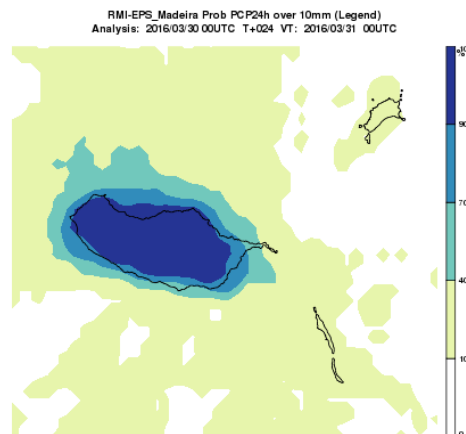 RMI-EPS_Madeira Prob PCP24h over 10mm (Legend)
Analysis: 2016/03/30 00UTC T+024 VT: 2016/03/31 00UTC
90
70
40
10